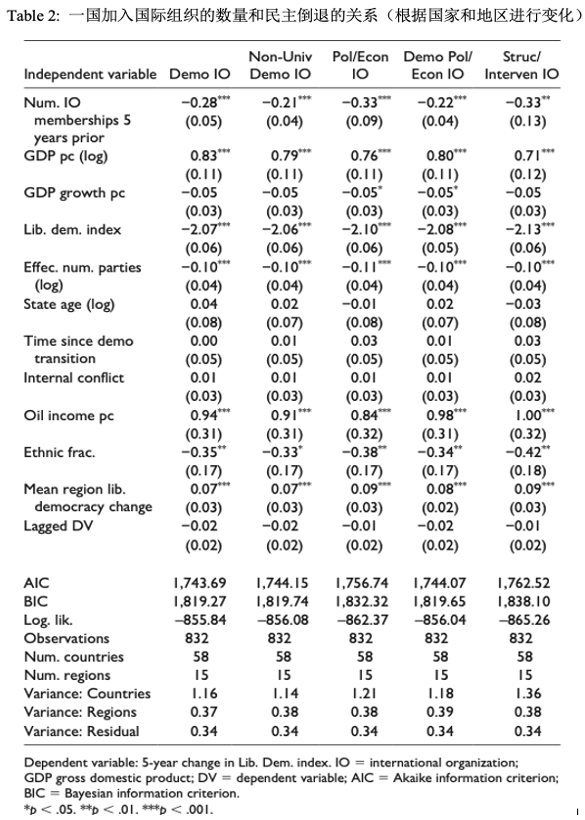 Table 2: 一国加入国际组织的数量和民主倒退的关系（根据国家和地区进行变化）
Non-Univ Pol/Econ Demo Pol/ Struc/
Independent variable Demo IO Demo IO IO Econ IO Interven IO
Num. IO −0.28*** −0.21*** −0.33*** −0.22*** −0.33**
memberships 5 (0.05) (0.04) (0.09) (0.04) (0.13)
years prior
GDP pc (log) 0.83*** 0.79*** 0.76*** 0.80*** 0.71***
(0.11) (0.11) (0.11) (0.11) (0.12)
GDP growth pc −0.05 −0.05 −0.05* −0.05* −0.05
(0.03) (0.03) (0.03) (0.03) (0.03)
Lib. dem. index −2.07*** −2.06*** −2.10*** −2.08*** −2.13***
(0.06) (0.06) (0.06) (0.05) (0.06)
Effec. num. parties −0.10*** −0.10*** −0.11*** −0.10*** −0.10***
(log) (0.04) (0.04) (0.04) (0.04) (0.04)
State age (log) 0.04 0.02 −0.01 0.02 −0.03
(0.08) (0.07) (0.08) (0.07) (0.08)
Time since demo 0.00 0.01 0.03 0.01 0.03
transition (0.05) (0.05) (0.05) (0.05) (0.05)
Internal conflict 0.01 0.01 0.01 0.01 0.02
(0.03) (0.03) (0.03) (0.03) (0.03)
Oil income pc 0.94*** 0.91*** 0.84*** 0.98*** 1.00***
(0.31) (0.31) (0.32) (0.31) (0.32)
Ethnic frac. −0.35** −0.33* −0.38** −0.34** −0.42**
(0.17) (0.17) (0.17) (0.17) (0.18)
Mean region lib. 0.07*** 0.07*** 0.09*** 0.08*** 0.09***
democracy change (0.03) (0.03) (0.03) (0.02) (0.03)
Lagged DV −0.02 −0.02 −0.01 −0.02 −0.01
(0.02) (0.02) (0.02) (0.02) (0.02)
AIC 1,743.69 1,744.15 1,756.74 1,744.07 1,762.52
BIC 1,819.27 1,819.74 1,832.32 1,819.65 1,838.10
Log. lik. −855.84 −856.08 −862.37 −856.04 −865.26
Observations 832 832 832 832 832
Num. countries 58 58 58 58 58
Num. regions 15 15 15 15 15
Variance: Countries 1.16 1.14 1.21 1.18 1.36
Variance: Regions 0.37 0.38 0.38 0.39 0.38
Variance: Residual 0.34 0.34 0.34 0.34 0.34
Dependent variable: 5-year change in Lib. Dem. index. IO = international organization;
GDP gross domestic product; DV = dependent variable; AIC = Akaike information criterion;
BIC = Bayesian information criterion.
*p < .05. **p < .01. ***p < .001.